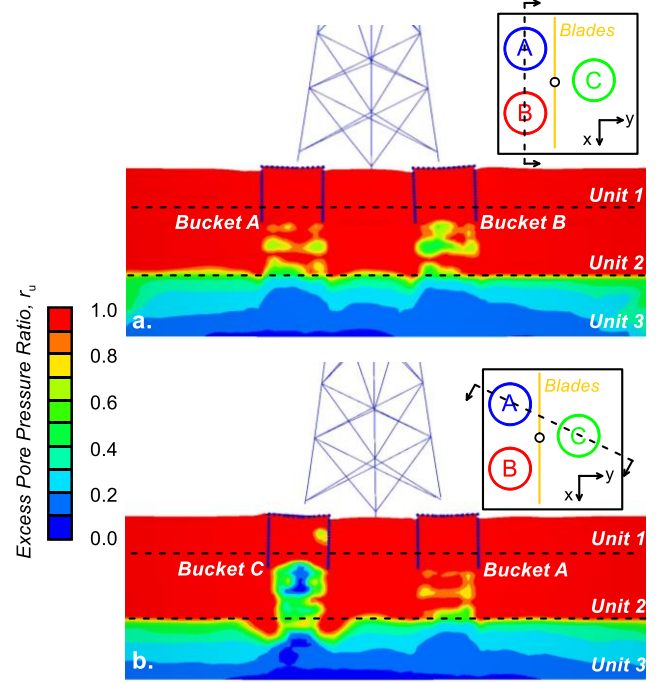 A
B
C
Blades
y
x
Unit 1
Bucket A
Bucket B
Unit 2
Unit 3
a.
Excess Pore Pressure Ratio, ru
1.0
0.8
0.6
0.4
0.2
0.0
A
B
C
Blades
y
x
Unit 1
Bucket C
Bucket A
Unit 2
Unit 3
b.